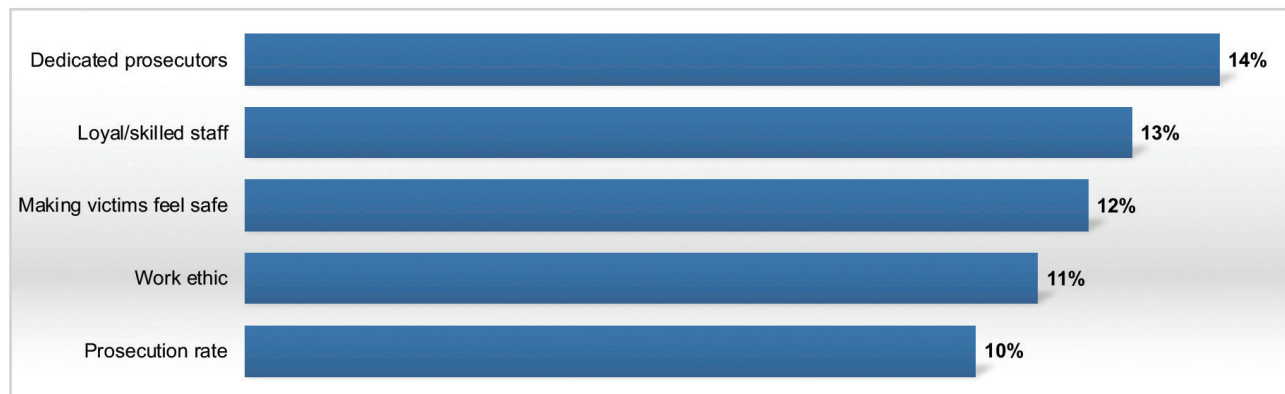 Dedicated prosecutors 14%
Loyal/skilled staff 13%
Making victims feel safe 12%
Work ethic 11%
Prosecution rate 10%